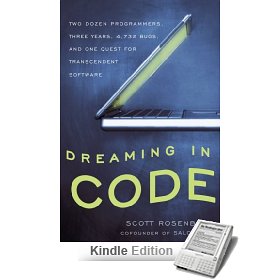 TWO DOZEN PROGRAMMERS,
THREE YEARS, 4,732 BUGS,
AND ONE QUEST FOR
TRANSCENDENT
SOFTWARE
DREAMING IN
CODE
SCOTT ROSENB
COFOUNDER OF SALO
Kindle Edition